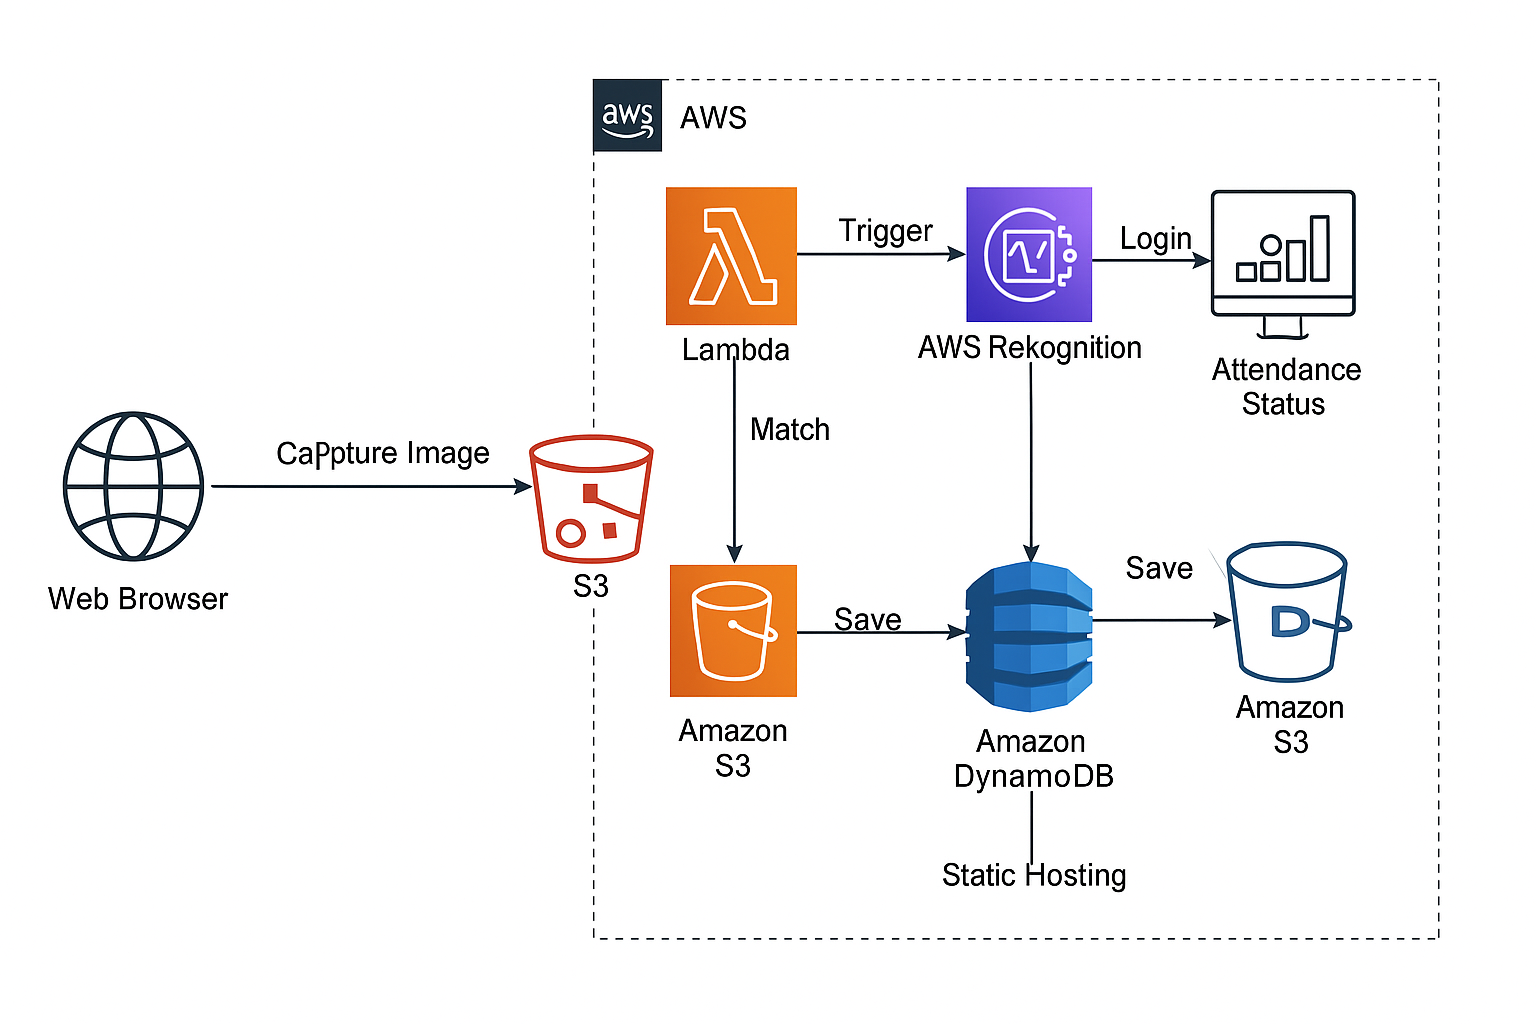 aws
AWS
Trigger
Login
Lambda
AWS Rekognition
Attendance
Status
Match
CaPpture Image
Web Browser
S3
Save
Save
D
Amazon
S3
Amazon
DynamoDB
Amazon
S3
Static Hosting